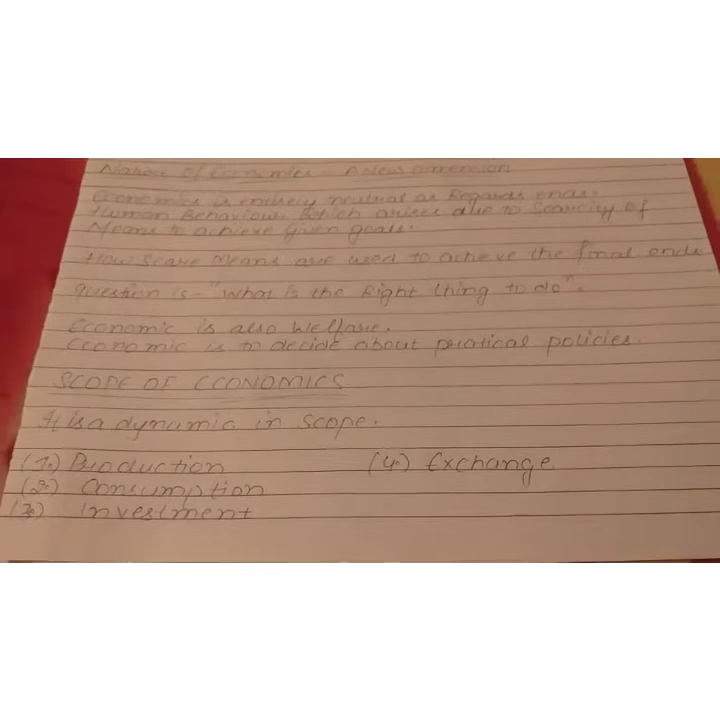 Nature of Economics - A New Dimension
Economics is entirely neutral as Regards ends.
Human Behaviour Which arises due to Scarcity of
Means to achieve given goals.
How Scare Means are used to achieve the final ends
question is - "What is the Right thing to do".
Economic is also Welfare.
Economic is to decide about pratical policies.
SCOPE OF ECONOMICS
It is a dynamic in scope.
(1.) Production (4.) Exchange
(2.) Consumption
(3.) Investment